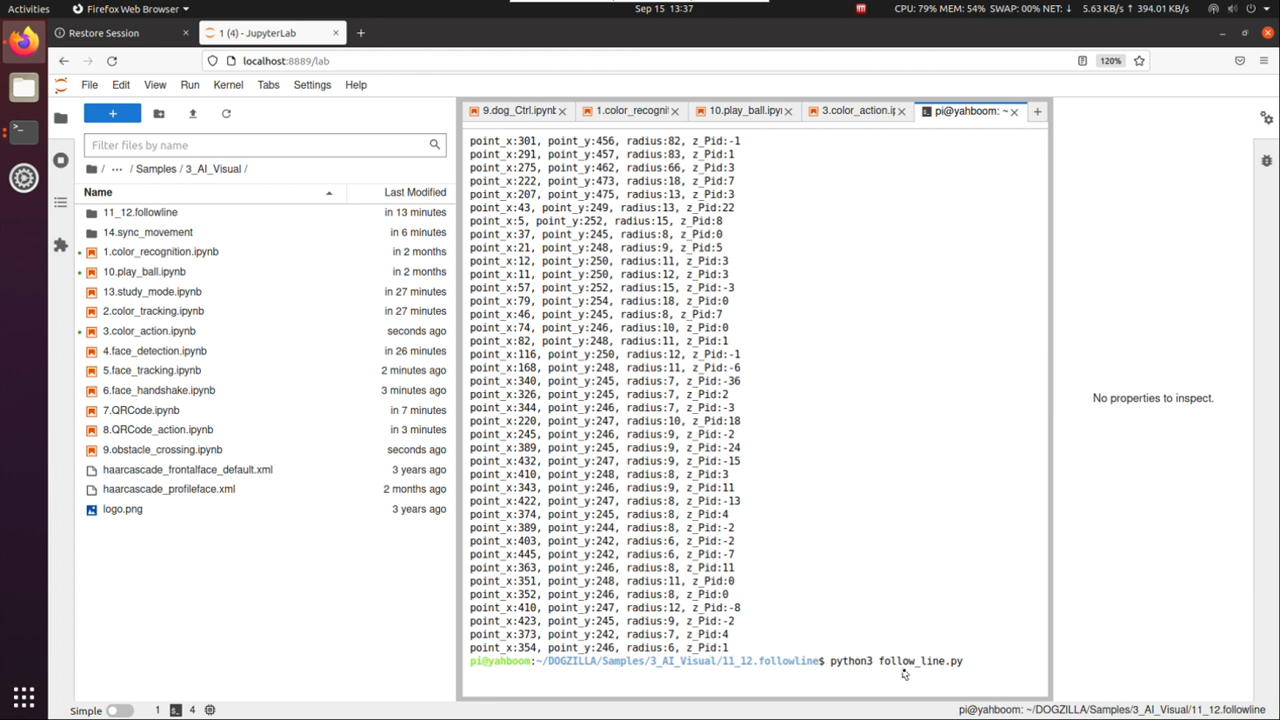 Activities
Firefox Web Browser
Sep 15 13:37
CPU: 79% MEM: 54% SWAP: 00% NET: ↓ 5.63 KB/s ↑ 394.01 KB/s
Restore Session
1 (4) - JupyterLab
localhost:8889/lab
120%
File Edit View Run Kernel Tabs Settings Help
Filter files by name
/ ··· / Samples / 3_AI_Visual /
Name Last Modified
11_12.followline in 13 minutes
14.sync_movement in 6 minutes
1.color_recognition.ipynb in 2 months
10.play_ball.ipynb in 2 months
13.study_mode.ipynb in 27 minutes
2.color_tracking.ipynb in 27 minutes
3.color_action.ipynb seconds ago
4.face_detection.ipynb in 26 minutes
5.face_tracking.ipynb 2 minutes ago
6.face_handshake.ipynb 3 minutes ago
7.QRCode.ipynb in 7 minutes
8.QRCode_action.ipynb in 3 minutes
9.obstacle_crossing.ipynb seconds ago
haarcascade_frontalface_default.xml 3 years ago
haarcascade_profileface.xml 2 months ago
logo.png 3 years ago
9.dog_Ctrl.ipynb
1.color_recogni
10.play_ball.ipy
3.color_action.ip
pi@yahboom: ~
point_x:301, point_y:456, radius:82, z_Pid:-1
point_x:291, point_y:457, radius:83, z_Pid:1
point_x:275, point_y:462, radius:66, z_Pid:3
point_x:222, point_y:473, radius:18, z_Pid:7
point_x:207, point_y:475, radius:13, z_Pid:3
point_x:43, point_y:249, radius:13, z_Pid:22
point_x:5, point_y:252, radius:15, z_Pid:8
point_x:37, point_y:245, radius:8, z_Pid:0
point_x:21, point_y:248, radius:9, z_Pid:5
point_x:12, point_y:250, radius:11, z_Pid:3
point_x:11, point_y:250, radius:12, z_Pid:3
point_x:57, point_y:252, radius:15, z_Pid:-3
point_x:79, point_y:254, radius:18, z_Pid:0
point_x:46, point_y:245, radius:8, z_Pid:7
point_x:74, point_y:246, radius:10, z_Pid:0
point_x:82, point_y:248, radius:11, z_Pid:1
point_x:116, point_y:250, radius:12, z_Pid:-1
point_x:168, point_y:248, radius:11, z_Pid:-6
point_x:340, point_y:245, radius:7, z_Pid:-36
point_x:326, point_y:245, radius:7, z_Pid:2
point_x:344, point_y:246, radius:7, z_Pid:-3
point_x:220, point_y:247, radius:10, z_Pid:18
point_x:245, point_y:246, radius:9, z_Pid:-2
point_x:389, point_y:245, radius:9, z_Pid:-24
point_x:432, point_y:247, radius:9, z_Pid:-15
point_x:410, point_y:248, radius:8, z_Pid:3
point_x:343, point_y:246, radius:9, z_Pid:11
point_x:422, point_y:247, radius:8, z_Pid:-13
point_x:374, point_y:245, radius:8, z_Pid:4
point_x:389, point_y:244, radius:8, z_Pid:-2
point_x:403, point_y:242, radius:6, z_Pid:-2
point_x:445, point_y:242, radius:6, z_Pid:-7
point_x:363, point_y:246, radius:8, z_Pid:11
point_x:351, point_y:248, radius:11, z_Pid:0
point_x:352, point_y:246, radius:8, z_Pid:0
point_x:410, point_y:247, radius:12, z_Pid:-8
point_x:423, point_y:245, radius:9, z_Pid:-2
point_x:373, point_y:242, radius:7, z_Pid:4
point_x:354, point_y:246, radius:6, z_Pid:1
pi@yahboom:~/DOGZILLA/Samples/3_AI_Visual/11_12.followline$ python3 follow_line.py
No properties to inspect.
Simple
1
4
pi@yahboom: ~/DOGZILLA/Samples/3_AI_Visual/11_12.followline